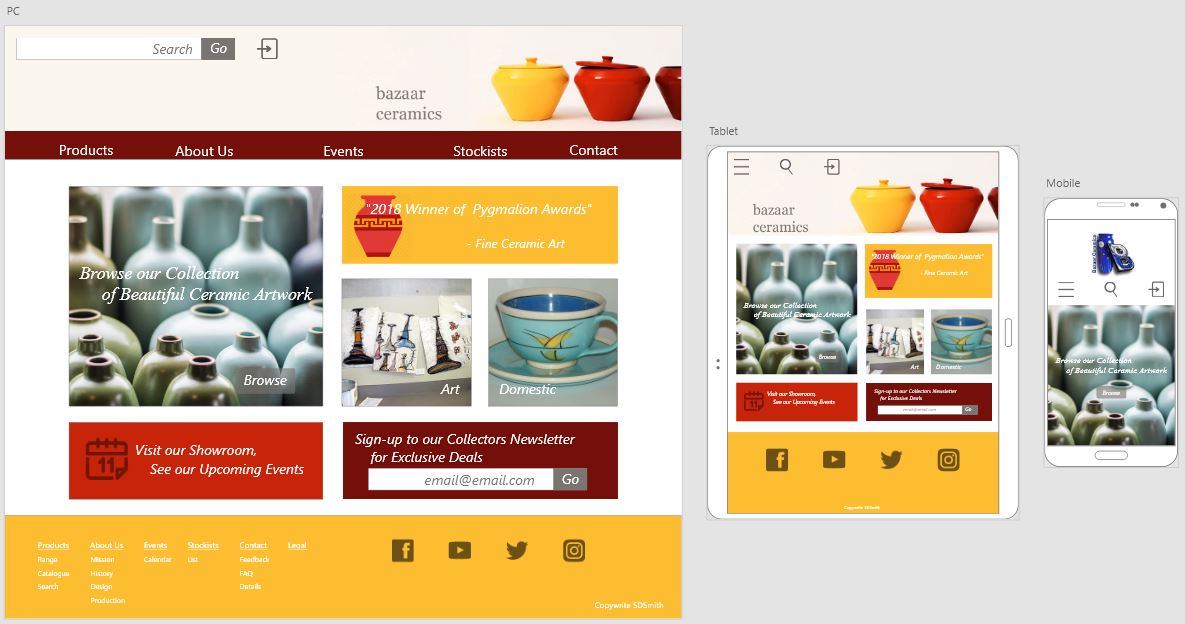 PC
Search Go
bazaar
ceramics
Products About Us Events Stockists Contact
Browse our Collection
of Beautiful Ceramic Artwork
Browse
"2018 Winner of Pygmalion Awards"
- Fine Ceramic Art
Art
Domestic
11
Visit our Showroom,
See our Upcoming Events
Sign-up to our Collectors Newsletter
for Exclusive Deals
email@email.com Go
Products About Us Events Stockists Contact Legal
Range Mission Calendar List Feedback
Catalogue History FAQ
Search Design Details
Production
Copywrite SDSmith
Tablet
bazaar
ceramics
Browse our Collection
of Beautiful Ceramic Artwork
Browse
"2018 Winner of Pygmalion Awards"
- Fine Ceramic Art
Art
Domestic
11
Visit our Showroom,
See our Upcoming Events
Sign-up to our Collectors Newsletter
for Exclusive Deals
email@email.com Go
Copywrite SDSmith
Mobile
Bazaar Ceramics
Browse our Collection
of Beautiful Ceramic Artwork
Browse